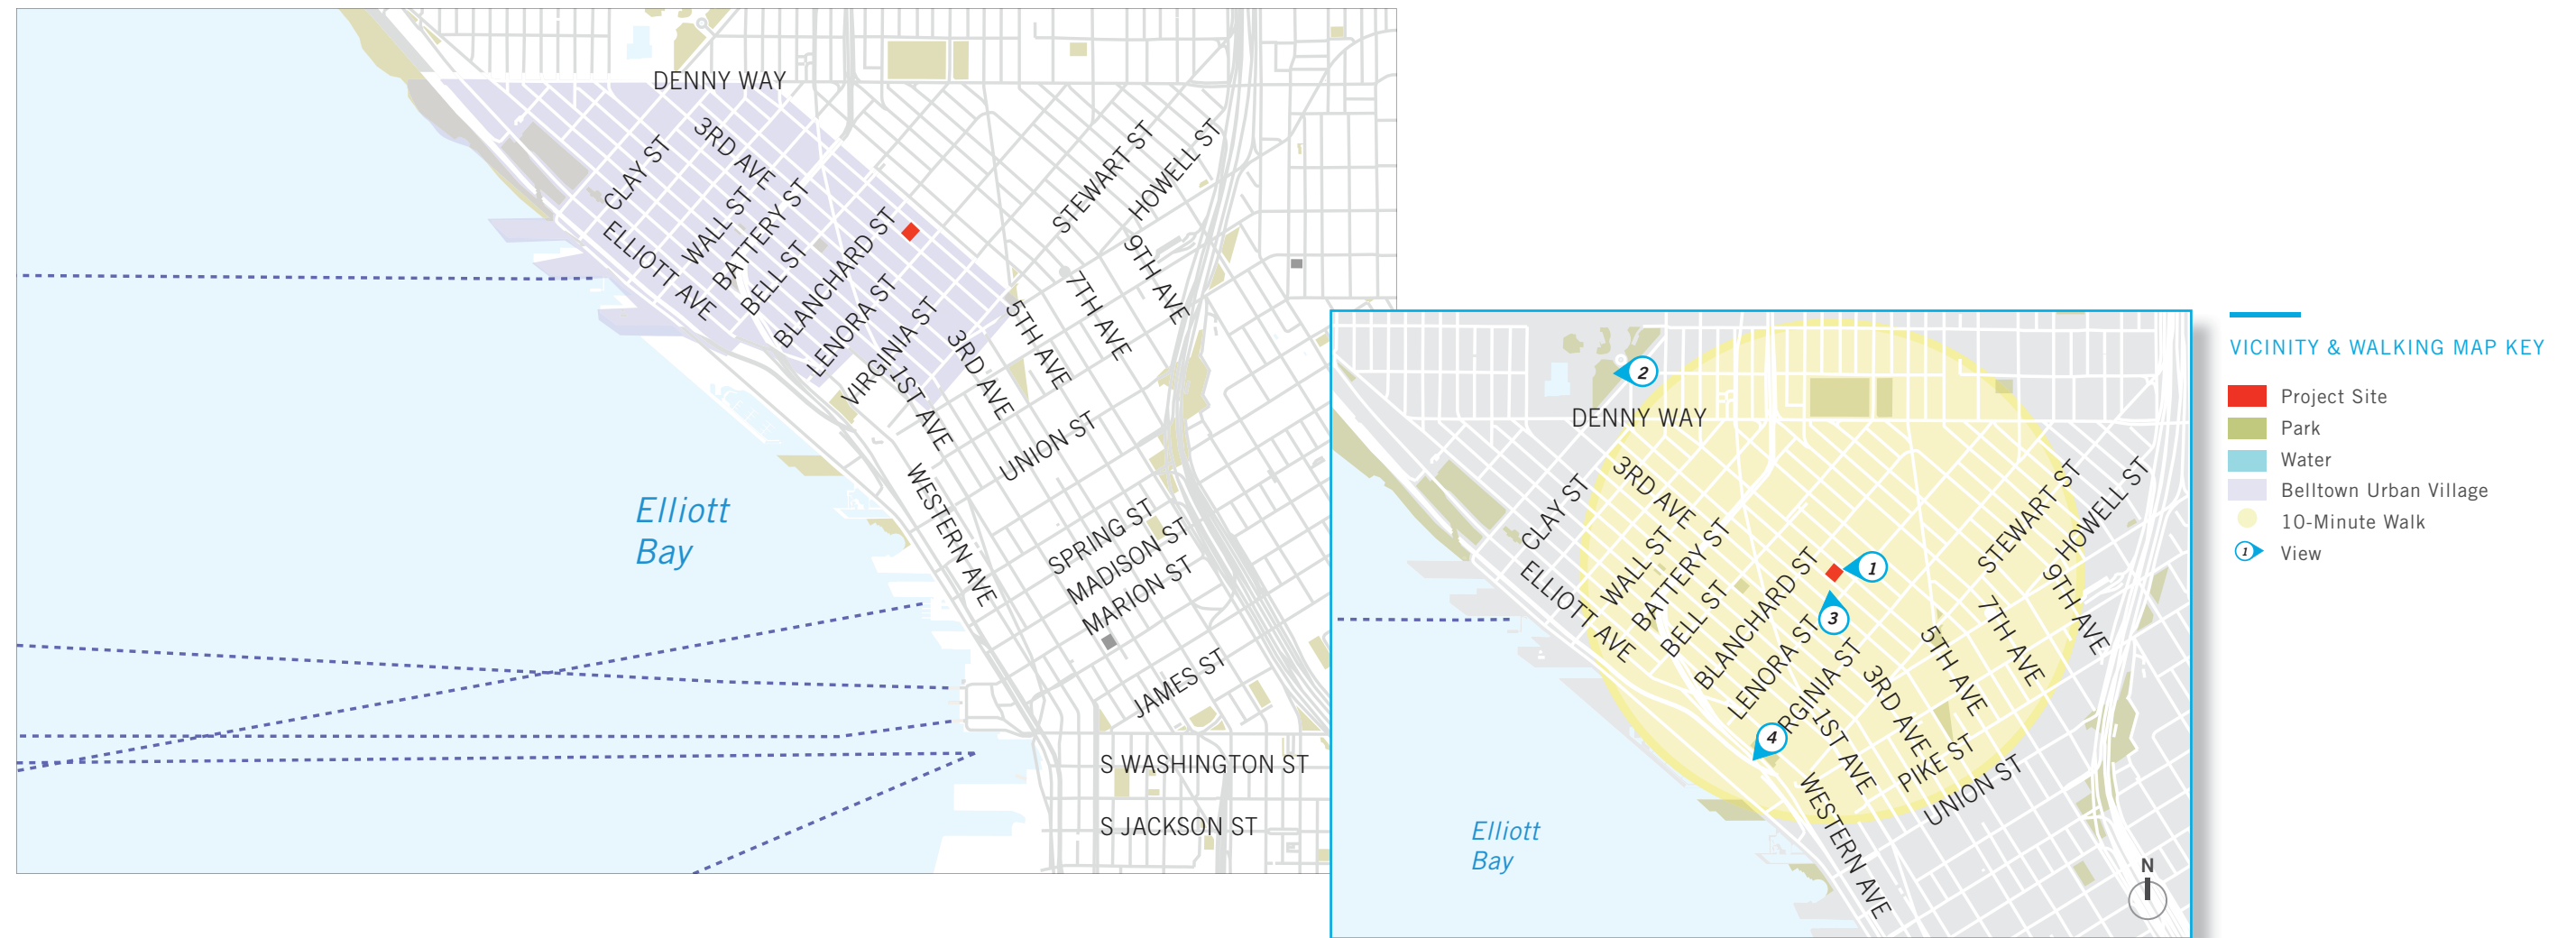 DENNY WAY
3RD AVE
CLAY ST
WALL ST
BATTERY ST
ELLIOTT AVE
BELL ST
BLANCHARD ST
LENORA ST
VIRGINIA ST
1ST AVE
3RD AVE
5TH AVE
7TH AVE
9TH AVE
STEWART ST
HOWELL ST
UNION ST
WESTERN AVE
SPRING ST
MADISON ST
MARION ST
JAMES ST
S WASHINGTON ST
S JACKSON ST
Elliott
Bay
2
DENNY WAY
3RD AVE
CLAY ST
WALL ST
BATTERY ST
ELLIOTT AVE
BELL ST
BLANCHARD ST
1
3
LENORA ST
RGINIA ST
4
1ST AVE
3RD AVE
5TH AVE
7TH AVE
9TH AVE
STEWART ST
HOWELL ST
PIKE ST
UNION ST
WESTERN AVE
Elliott
Bay
N
VICINITY & WALKING MAP KEY
Project Site
Park
Water
Belltown Urban Village
10-Minute Walk
1 View